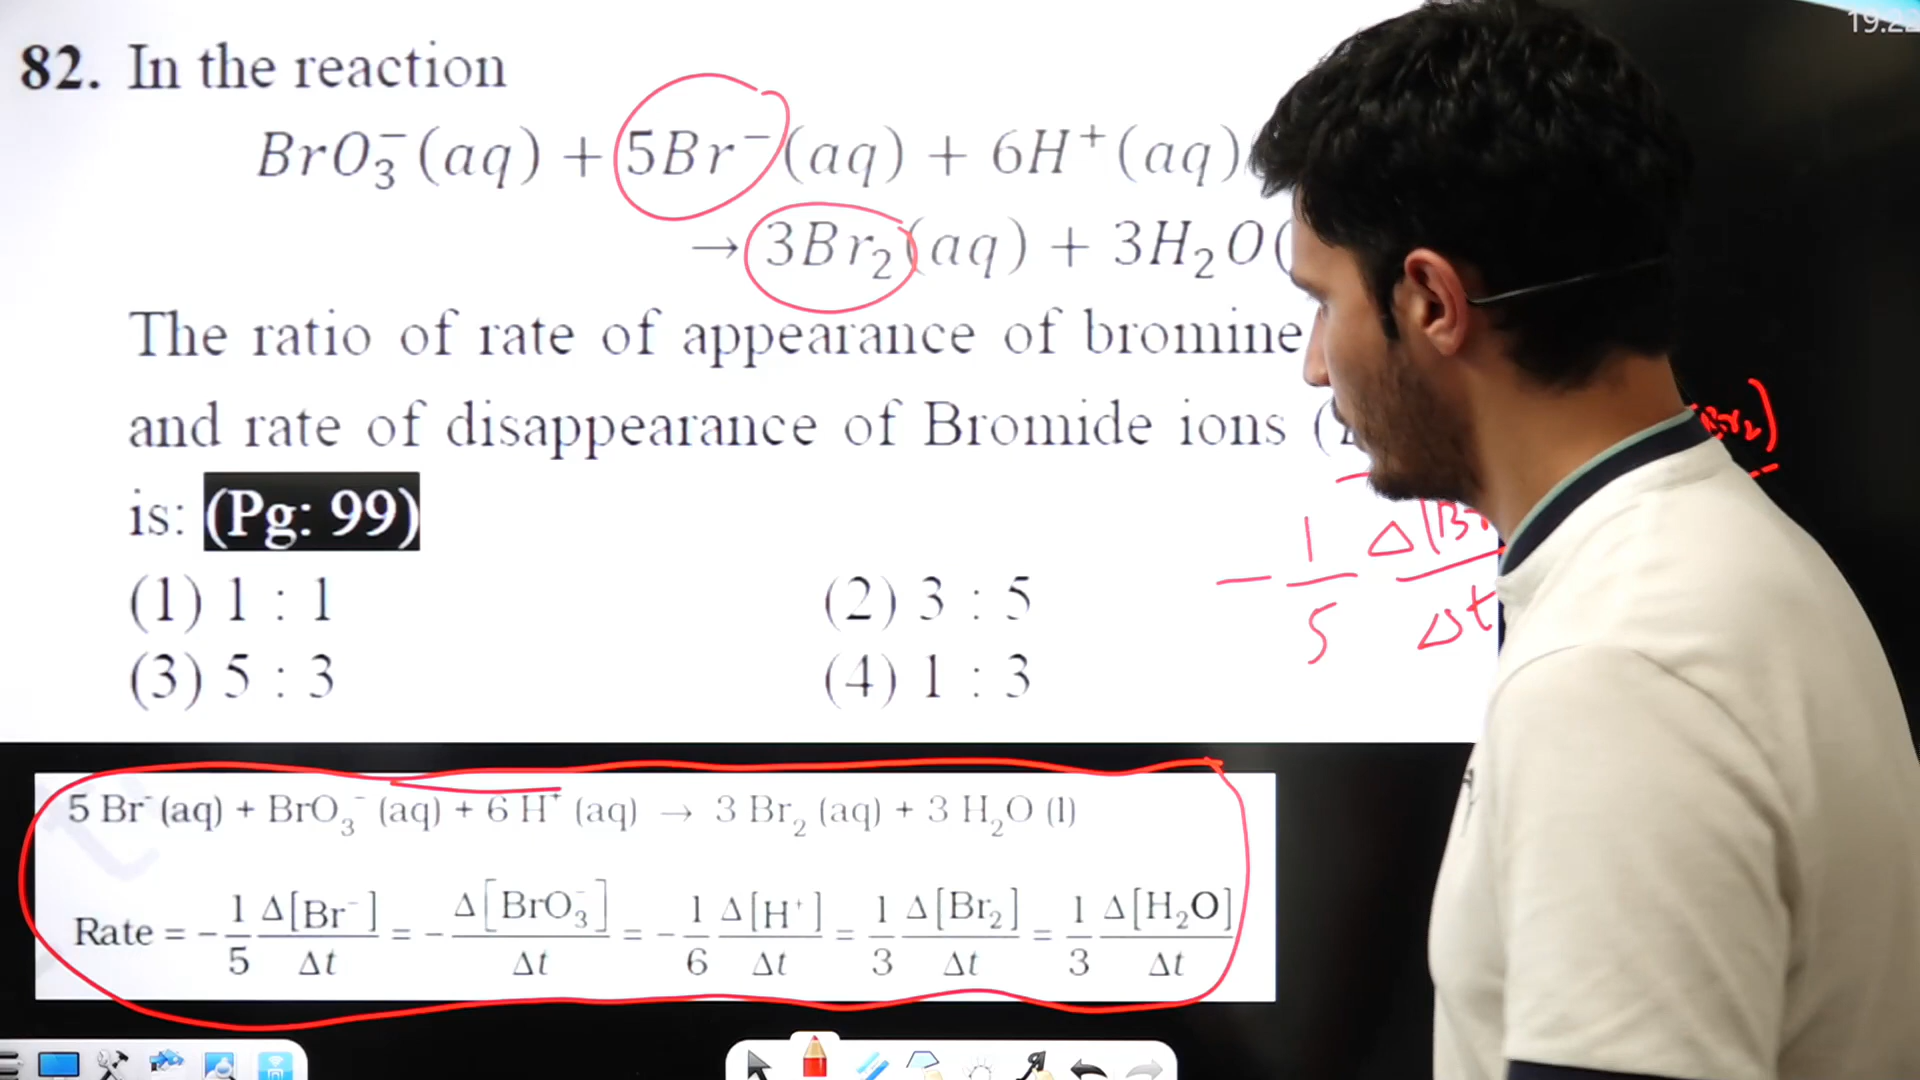 19:22
82. In the reaction
BrO₃⁻(aq) + 5Br⁻(aq) + 6H⁺(aq)
→ 3Br₂(aq) + 3H₂O(
The ratio of rate of appearance of bromine
and rate of disappearance of Bromide ions (
is: (Pg: 99)
(1) 1 : 1 (2) 3 : 5
(3) 5 : 3 (4) 1 : 3
Br₂)
− 1/5 Δ[Br / Δt
5 Br⁻ (aq) + BrO₃⁻ (aq) + 6 H⁺ (aq) → 3 Br₂ (aq) + 3 H₂O (l)
Rate = − 1/5 Δ[Br⁻]/Δt = − Δ[BrO₃⁻]/Δt = − 1/6 Δ[H⁺]/Δt = 1/3 Δ[Br₂]/Δt = 1/3 Δ[H₂O]/Δt